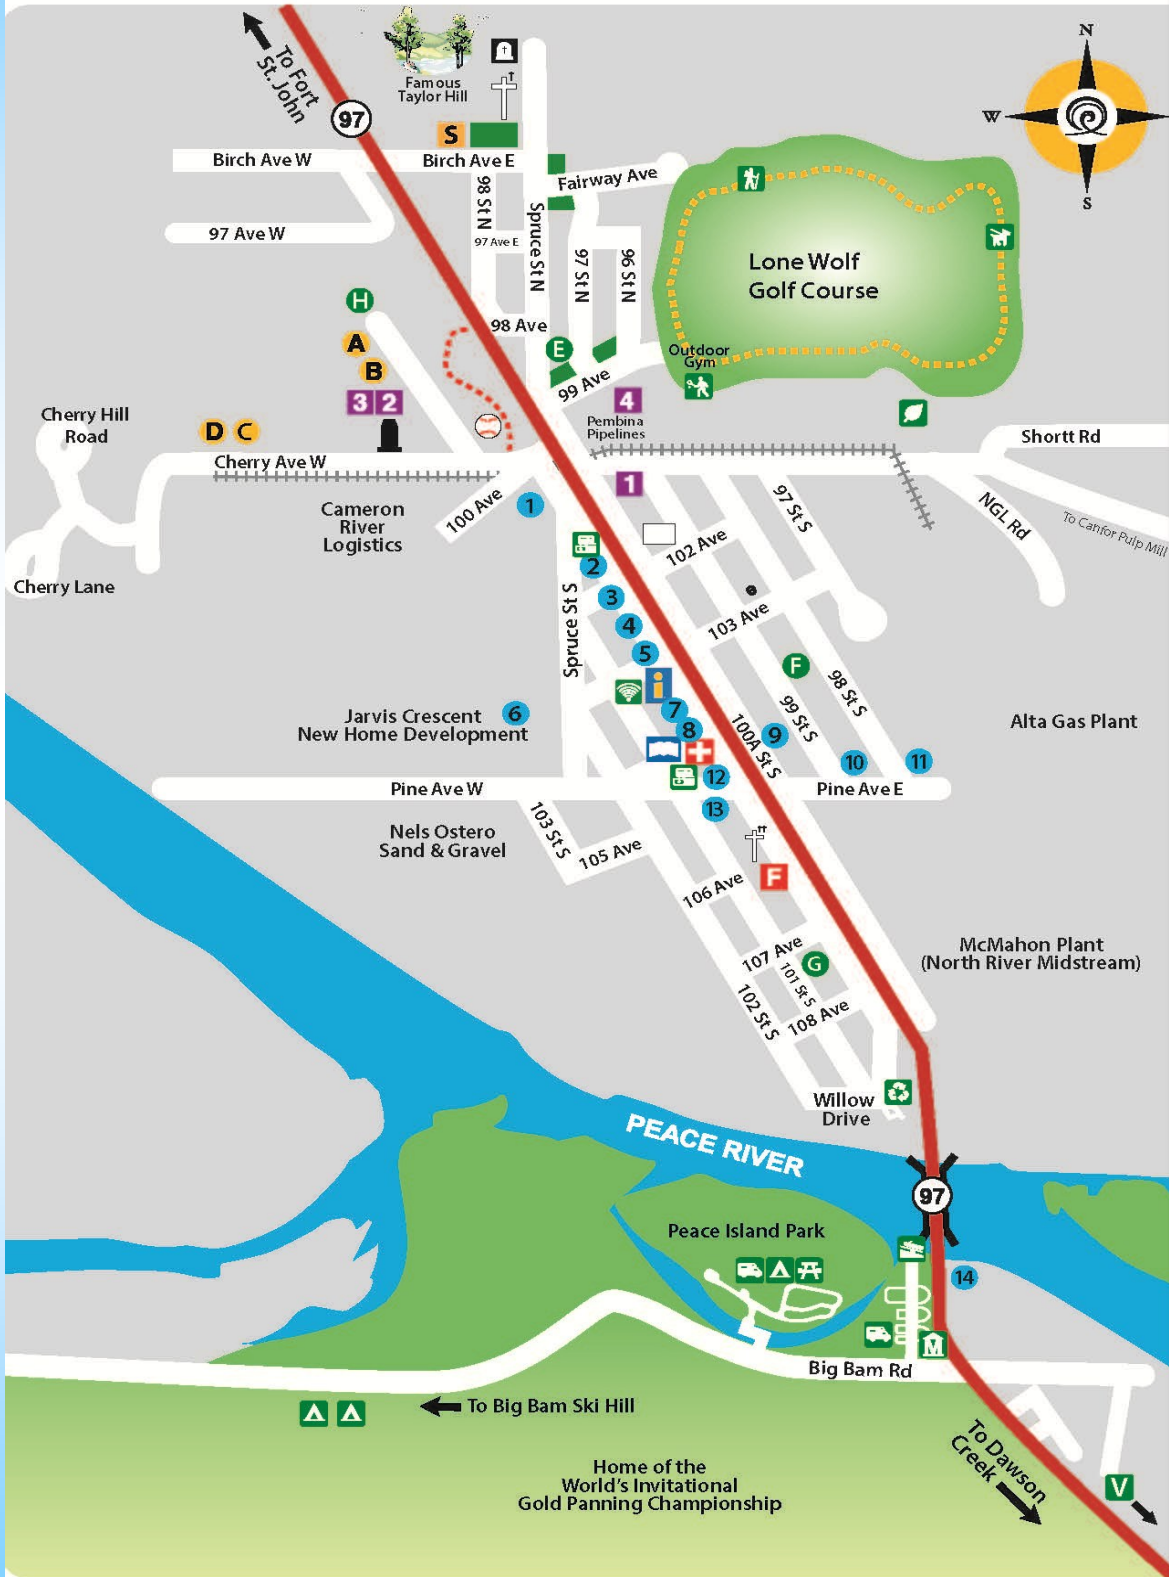 N
W
S
To Fort
St. John
97
Famous
Taylor Hill
†
S
Birch Ave W
Birch Ave E
Fairway Ave
98 St N
Spruce St N
97 Ave W
97 Ave E
97 St N
96 St N
Lone Wolf
Golf Course
H
98 Ave
A
B
E
Outdoor
Gym
99 Ave
3 2
4
Pembina
Pipelines
Cherry Hill
Road
D C
Cherry Ave W
Shortt Rd
1
97 St S
NGL Rd
To Canfor Pulp Mill
100 Ave
1
Cameron
River
Logistics
102 Ave
2
Cherry Lane
Spruce St S
3
4
103 Ave
5
F
98 St S
99 St S
i
Jarvis Crescent
New Home Development
6
7
8
100A St S
9
Alta Gas Plant
10
11
12
Pine Ave W
Pine Ave E
13
103 St S
Nels Ostero
Sand & Gravel
105 Ave
††
F
106 Ave
107 Ave
G
101 St S
102 St S
108 Ave
McMahon Plant
(North River Midstream)
Willow
Drive
PEACE RIVER
97
Peace Island Park
14
M
Big Bam Rd
To Big Bam Ski Hill
To Dawson
Creek
V
Home of the
World's Invitational
Gold Panning Championship